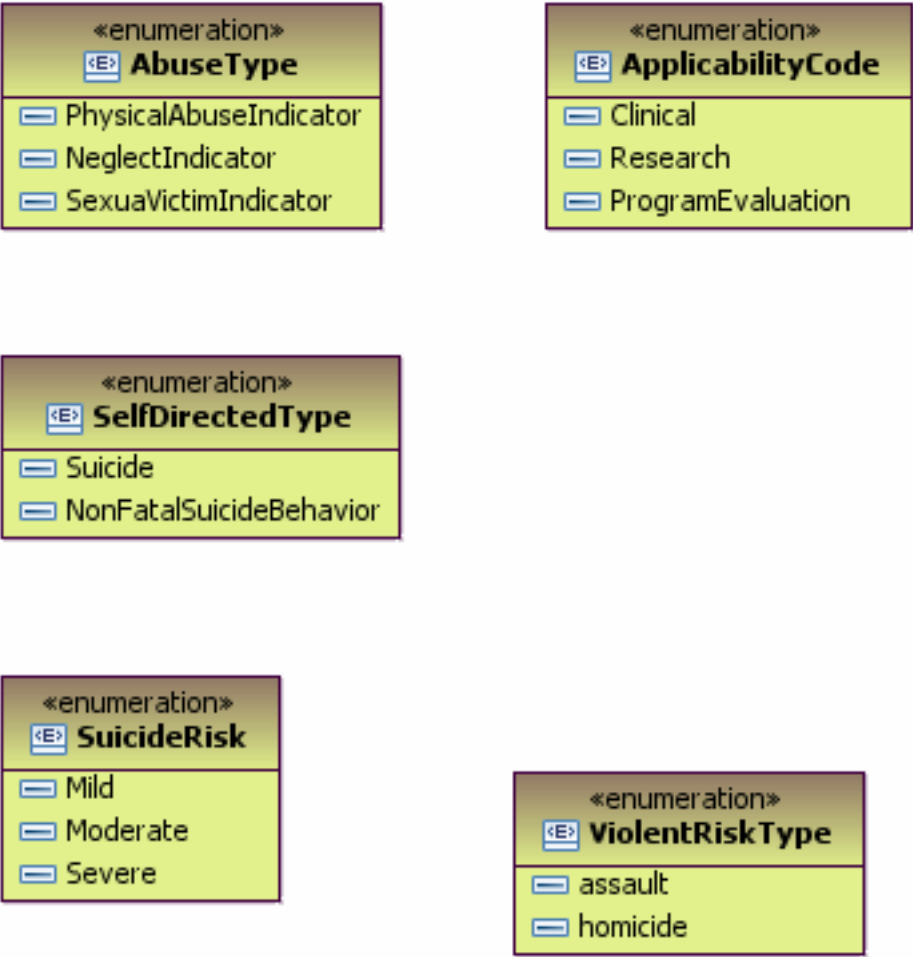 «enumeration»
<E> AbuseType
PhysicalAbuseIndicator
NeglectIndicator
SexuaVictimIndicator
«enumeration»
<E> ApplicabilityCode
Clinical
Research
ProgramEvaluation
«enumeration»
<E> SelfDirectedType
Suicide
NonFatalSuicideBehavior
«enumeration»
<E> SuicideRisk
Mild
Moderate
Severe
«enumeration»
<E> ViolentRiskType
assault
homicide